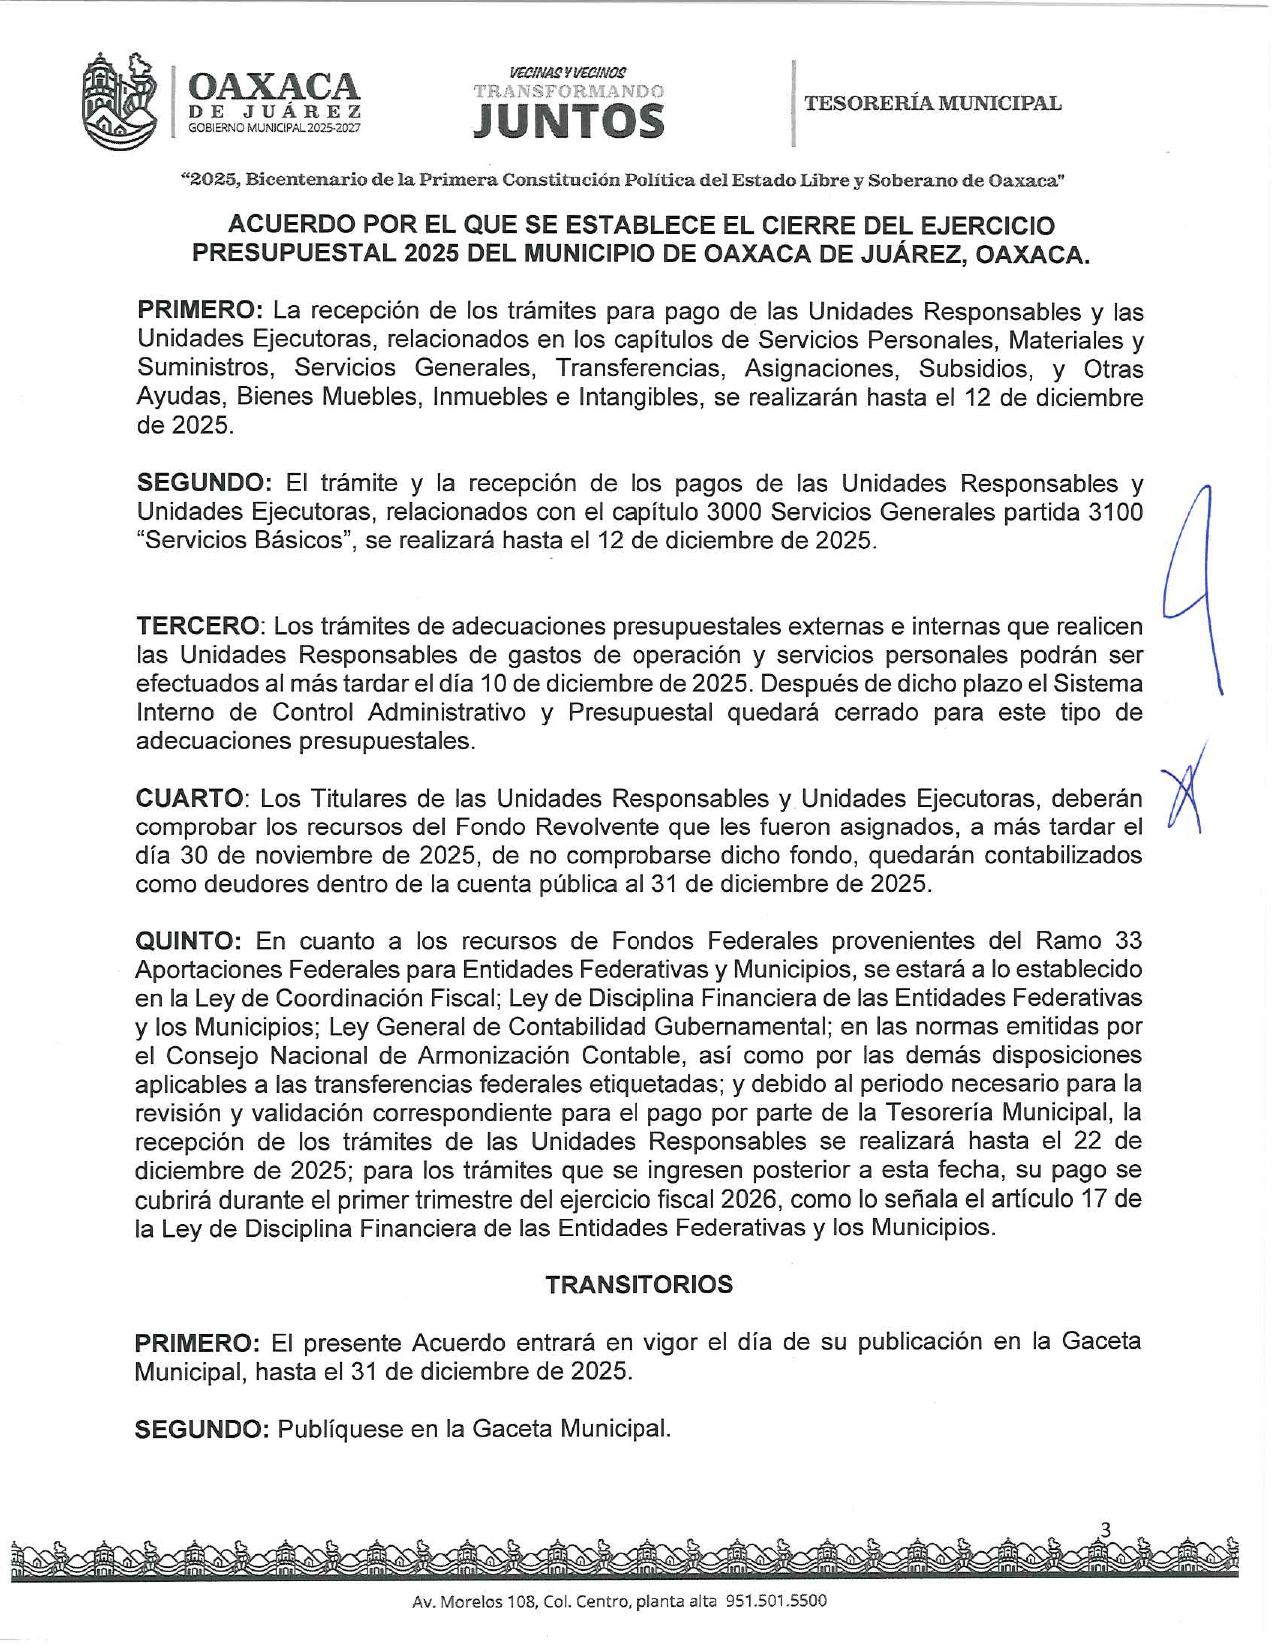 OAXACA
DE JUÁREZ
GOBIERNO MUNICIPAL 2025-2027
VECINAS Y VECINOS
TRANSFORMANDO
JUNTOS
TESORERÍA MUNICIPAL
“2025, Bicentenario de la Primera Constitución Política del Estado Libre y Soberano de Oaxaca"
ACUERDO POR EL QUE SE ESTABLECE EL CIERRE DEL EJERCICIO
PRESUPUESTAL 2025 DEL MUNICIPIO DE OAXACA DE JUÁREZ, OAXACA.
PRIMERO: La recepción de los trámites para pago de las Unidades Responsables y las
Unidades Ejecutoras, relacionados en los capítulos de Servicios Personales, Materiales y
Suministros, Servicios Generales, Transferencias, Asignaciones, Subsidios, y Otras
Ayudas, Bienes Muebles, Inmuebles e Intangibles, se realizarán hasta el 12 de diciembre
de 2025.
SEGUNDO: El trámite y la recepción de los pagos de las Unidades Responsables y
Unidades Ejecutoras, relacionados con el capítulo 3000 Servicios Generales partida 3100
“Servicios Básicos”, se realizará hasta el 12 de diciembre de 2025.
TERCERO: Los trámites de adecuaciones presupuestales externas e internas que realicen
las Unidades Responsables de gastos de operación y servicios personales podrán ser
efectuados al más tardar el día 10 de diciembre de 2025. Después de dicho plazo el Sistema
Interno de Control Administrativo y Presupuestal quedará cerrado para este tipo de
adecuaciones presupuestales.
CUARTO: Los Titulares de las Unidades Responsables y Unidades Ejecutoras, deberán
comprobar los recursos del Fondo Revolvente que les fueron asignados, a más tardar el
día 30 de noviembre de 2025, de no comprobarse dicho fondo, quedarán contabilizados
como deudores dentro de la cuenta pública al 31 de diciembre de 2025.
QUINTO: En cuanto a los recursos de Fondos Federales provenientes del Ramo 33
Aportaciones Federales para Entidades Federativas y Municipios, se estará a lo establecido
en la Ley de Coordinación Fiscal; Ley de Disciplina Financiera de las Entidades Federativas
y los Municipios; Ley General de Contabilidad Gubernamental; en las normas emitidas por
el Consejo Nacional de Armonización Contable, así como por las demás disposiciones
aplicables a las transferencias federales etiquetadas; y debido al periodo necesario para la
revisión y validación correspondiente para el pago por parte de la Tesorería Municipal, la
recepción de los trámites de las Unidades Responsables se realizará hasta el 22 de
diciembre de 2025; para los trámites que se ingresen posterior a esta fecha, su pago se
cubrirá durante el primer trimestre del ejercicio fiscal 2026, como lo señala el artículo 17 de
la Ley de Disciplina Financiera de las Entidades Federativas y los Municipios.
TRANSITORIOS
PRIMERO: El presente Acuerdo entrará en vigor el día de su publicación en la Gaceta
Municipal, hasta el 31 de diciembre de 2025.
SEGUNDO: Publíquese en la Gaceta Municipal.
3
Av. Morelos 108, Col. Centro, planta alta 951.501.5500